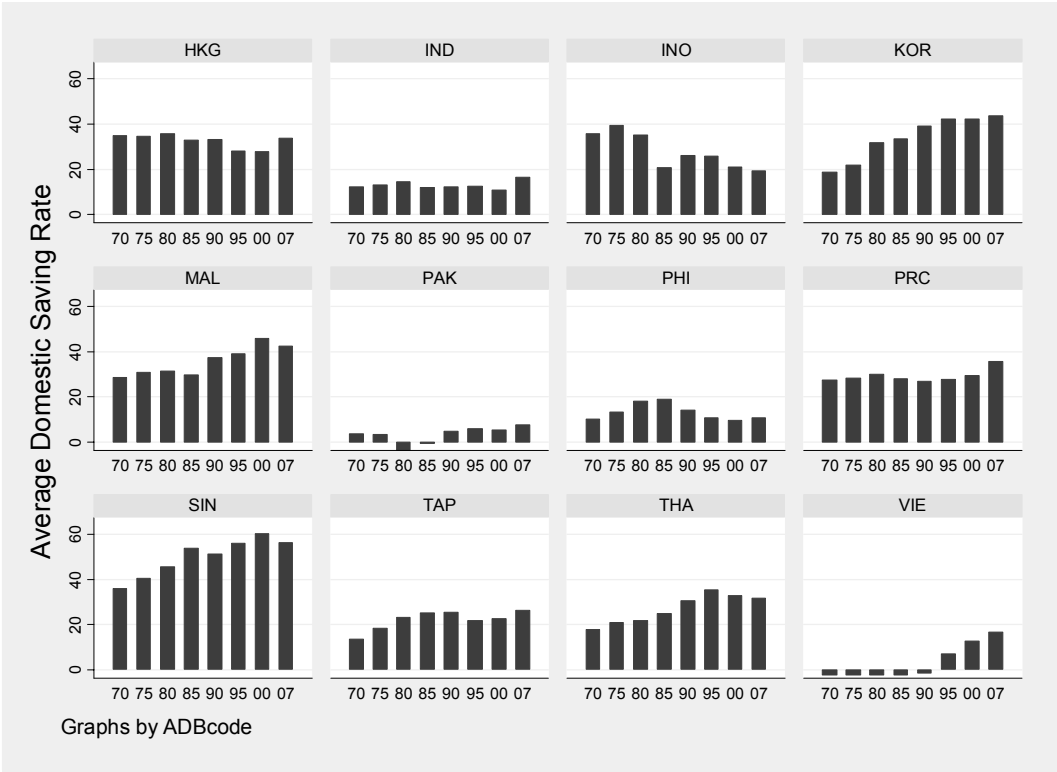 Average Domestic Saving Rate
HKG IND INO KOR
60
40
20
0
70 75 80 85 90 95 00 07 70 75 80 85 90 95 00 07 70 75 80 85 90 95 00 07 70 75 80 85 90 95 00 07
MAL PAK PHI PRC
60
40
20
0
70 75 80 85 90 95 00 07 70 75 80 85 90 95 00 07 70 75 80 85 90 95 00 07 70 75 80 85 90 95 00 07
SIN TAP THA VIE
60
40
20
0
70 75 80 85 90 95 00 07 70 75 80 85 90 95 00 07 70 75 80 85 90 95 00 07 70 75 80 85 90 95 00 07
Graphs by ADBcode